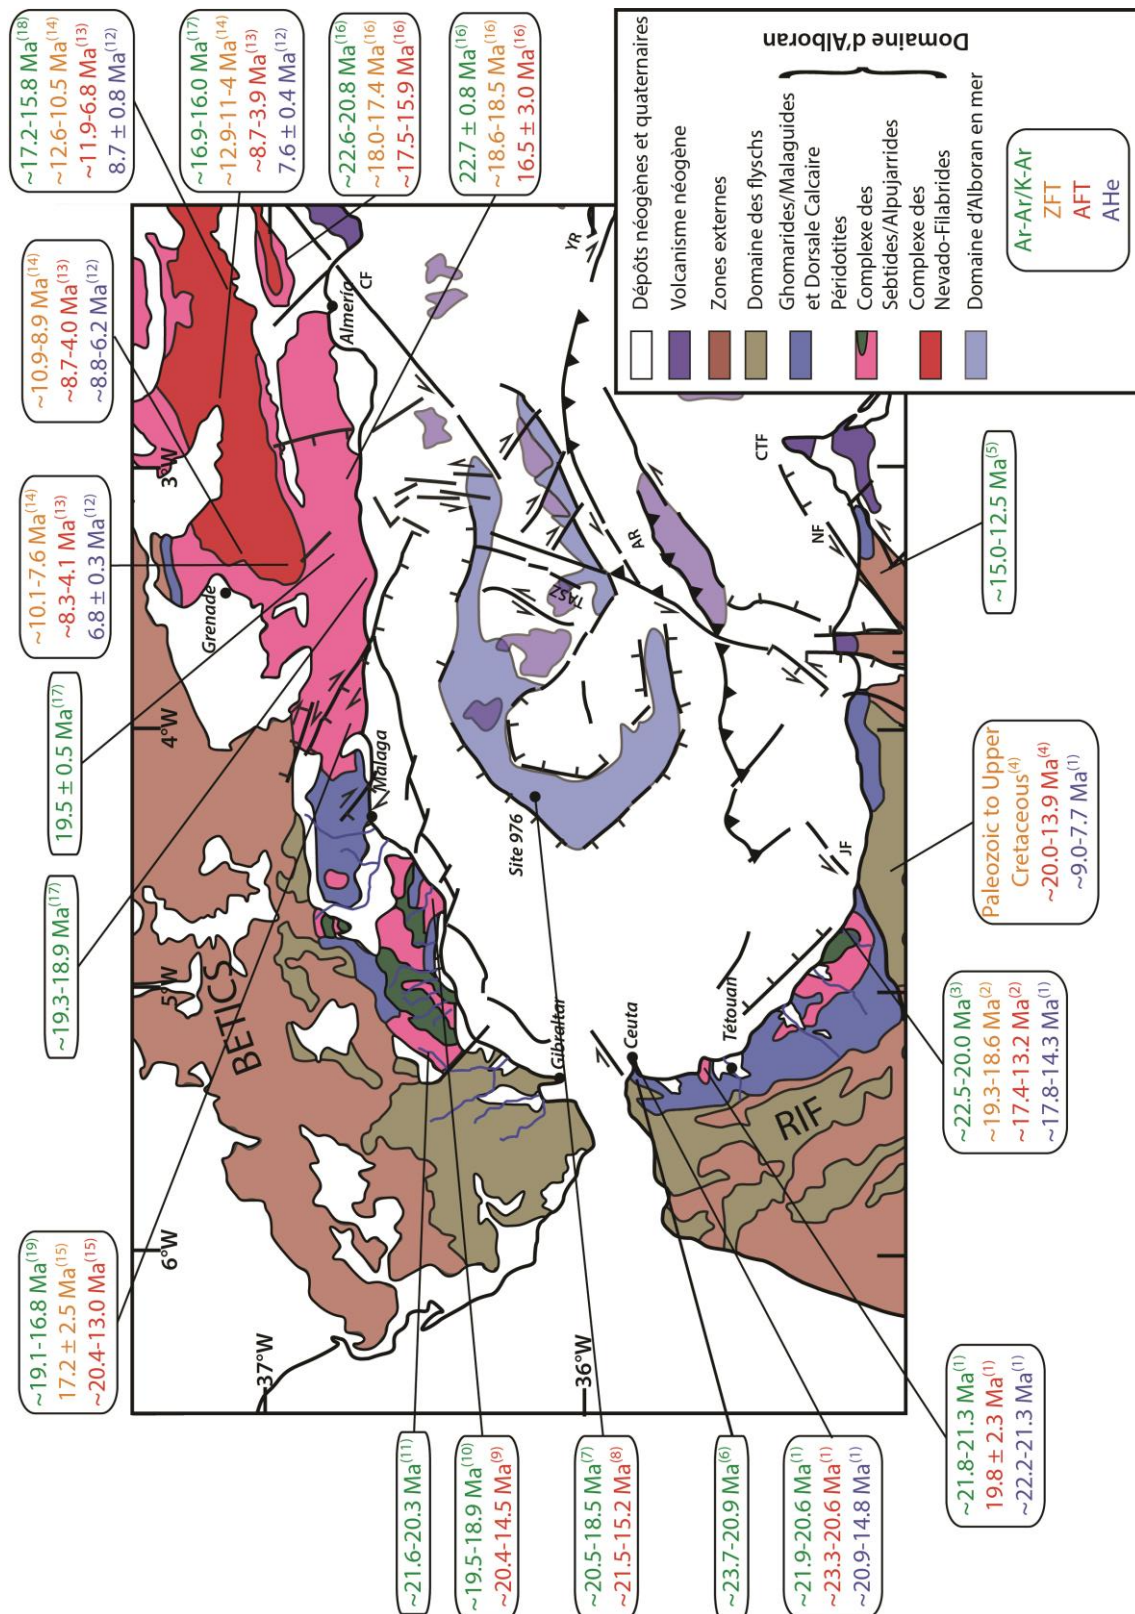 ~19.1-16.8 Ma(19)
17.2 ± 2.5 Ma(15)
~20.4-13.0 Ma(15)
~19.3-18.9 Ma(17)
19.5 ± 0.5 Ma(17)
~10.1-7.6 Ma(14)
~8.3-4.1 Ma(13)
6.8 ± 0.3 Ma(12)
~10.9-8.9 Ma(14)
~8.7-4.0 Ma(13)
~8.8-6.2 Ma(12)
~17.2-15.8 Ma(18)
~12.6-10.5 Ma(14)
~11.9-6.8 Ma(13)
8.7 ± 0.8 Ma(12)
~16.9-16.0 Ma(17)
~12.9-11-4 Ma(14)
~8.7-3.9 Ma(13)
7.6 ± 0.4 Ma(12)
~22.6-20.8 Ma(16)
~18.0-17.4 Ma(16)
~17.5-15.9 Ma(16)
22.7 ± 0.8 Ma(16)
~18.6-18.5 Ma(16)
16.5 ± 3.0 Ma(16)
6°W
5°W
4°W
3°W
37°W
36°W
BETICS
Grenade
Almeria
CF
Malaga
YR
Site 976
TASZ
AR
Gibraltar
Ceuta
Tétouan
RIF
JF
NF
CTF
~21.6-20.3 Ma(11)
~19.5-18.9 Ma(10)
~20.4-14.5 Ma(9)
~20.5-18.5 Ma(7)
~21.5-15.2 Ma(8)
~23.7-20.9 Ma(6)
~21.9-20.6 Ma(1)
~23.3-20.6 Ma(1)
~20.9-14.8 Ma(1)
~21.8-21.3 Ma(1)
19.8 ± 2.3 Ma(1)
~22.2-21.3 Ma(1)
~22.5-20.0 Ma(3)
~19.3-18.6 Ma(2)
~17.4-13.2 Ma(2)
~17.8-14.3 Ma(1)
Paleozoic to Upper
Cretaceous(4)
~20.0-13.9 Ma(4)
~9.0-7.7 Ma(1)
~15.0-12.5 Ma(5)
Dépôts néogènes et quaternaires
Volcanisme néogène
Zones externes
Domaine des flyschs
Ghomarides/Malaguides
et Dorsale Calcaire
Péridotites
Complexe des
Sebtides/Alpujarrides
Complexe des
Nevado-Filabrides
Domaine d'Alboran en mer
Domaine d'Alboran
Ar-Ar/K-Ar
ZFT
AFT
AHe